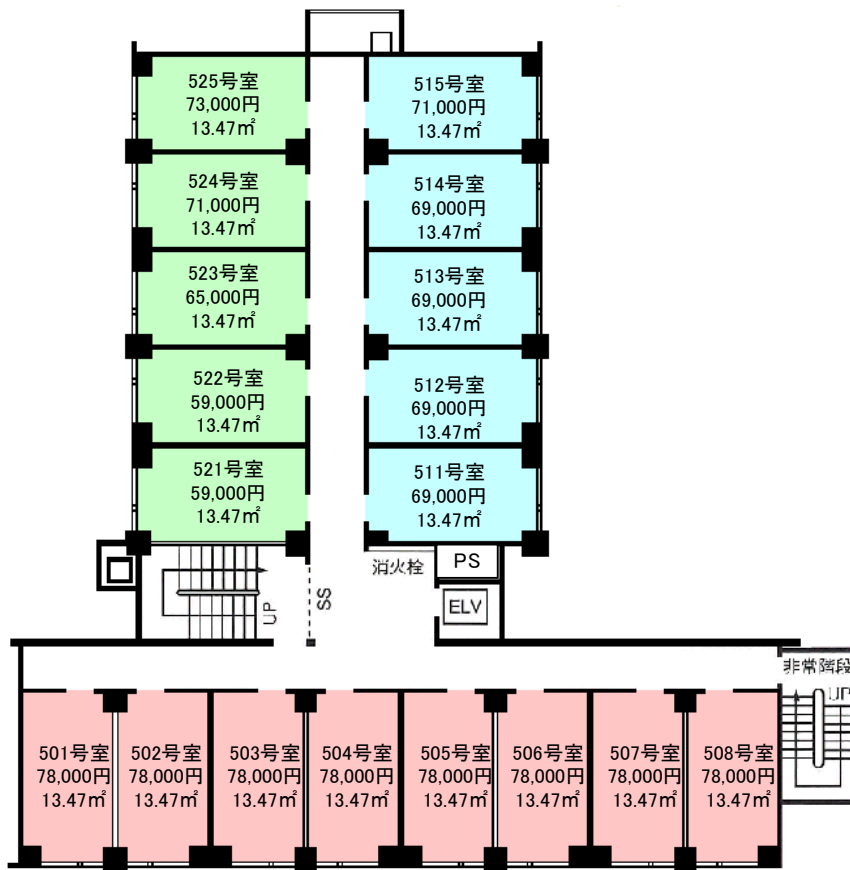 525号室
73,000円
13.47㎡
515号室
71,000円
13.47㎡
524号室
71,000円
13.47㎡
514号室
69,000円
13.47㎡
523号室
65,000円
13.47㎡
513号室
69,000円
13.47㎡
522号室
59,000円
13.47㎡
512号室
69,000円
13.47㎡
521号室
59,000円
13.47㎡
511号室
69,000円
13.47㎡
消火栓
PS
UP
SS
ELV
非常階段
UP
501号室
78,000円
13.47㎡
502号室
78,000円
13.47㎡
503号室
78,000円
13.47㎡
504号室
78,000円
13.47㎡
505号室
78,000円
13.47㎡
506号室
78,000円
13.47㎡
507号室
78,000円
13.47㎡
508号室
78,000円
13.47㎡